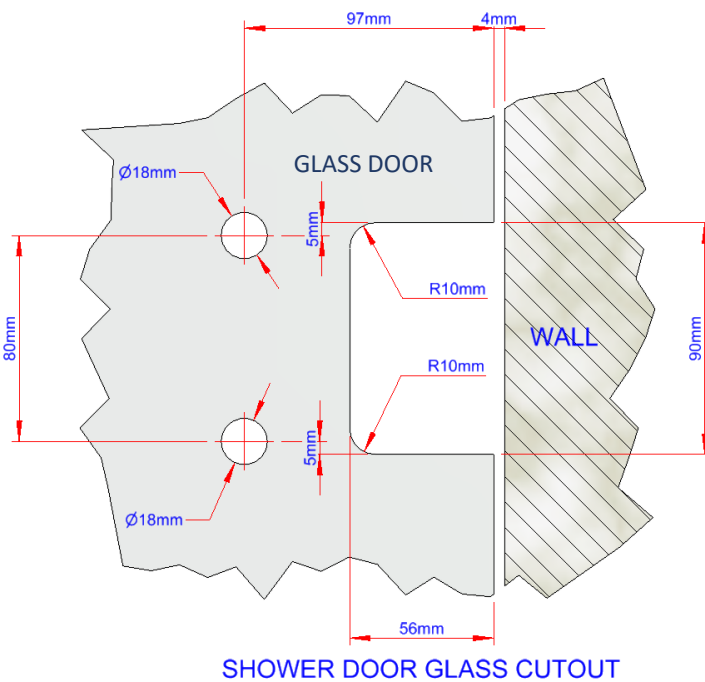 97mm
4mm
GLASS DOOR
Ø18mm
5mm
R10mm
80mm
WALL
90mm
R10mm
5mm
Ø18mm
56mm
SHOWER DOOR GLASS CUTOUT